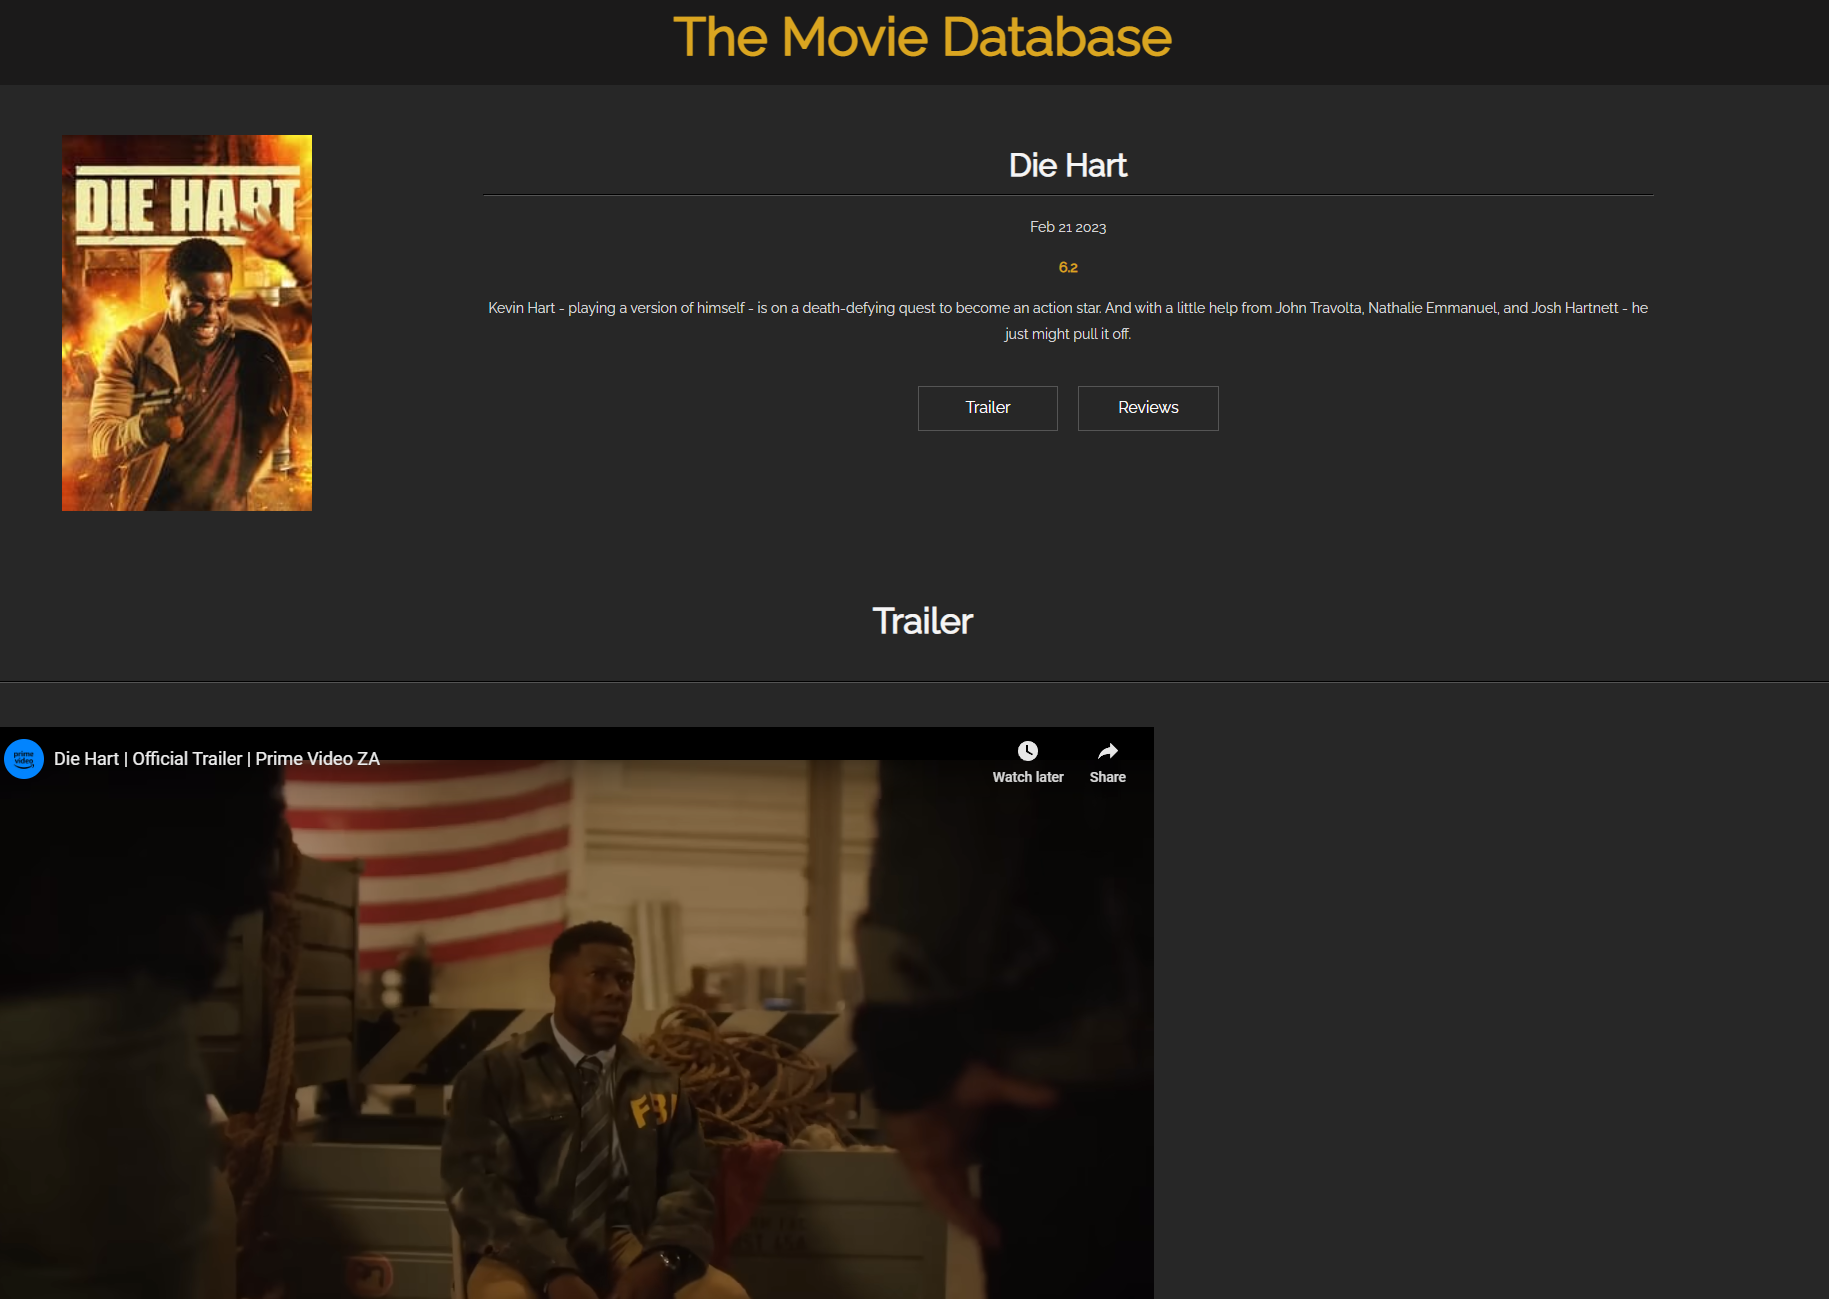 The Movie Database
DIE HART
Die Hart
Feb 21 2023
6.2
Kevin Hart - playing a version of himself - is on a death-defying quest to become an action star. And with a little help from John Travolta, Nathalie Emmanuel, and Josh Hartnett - he
just might pull it off.
Trailer Reviews
Trailer
prime
video
Die Hart | Official Trailer | Prime Video ZA
Watch later Share
FBI